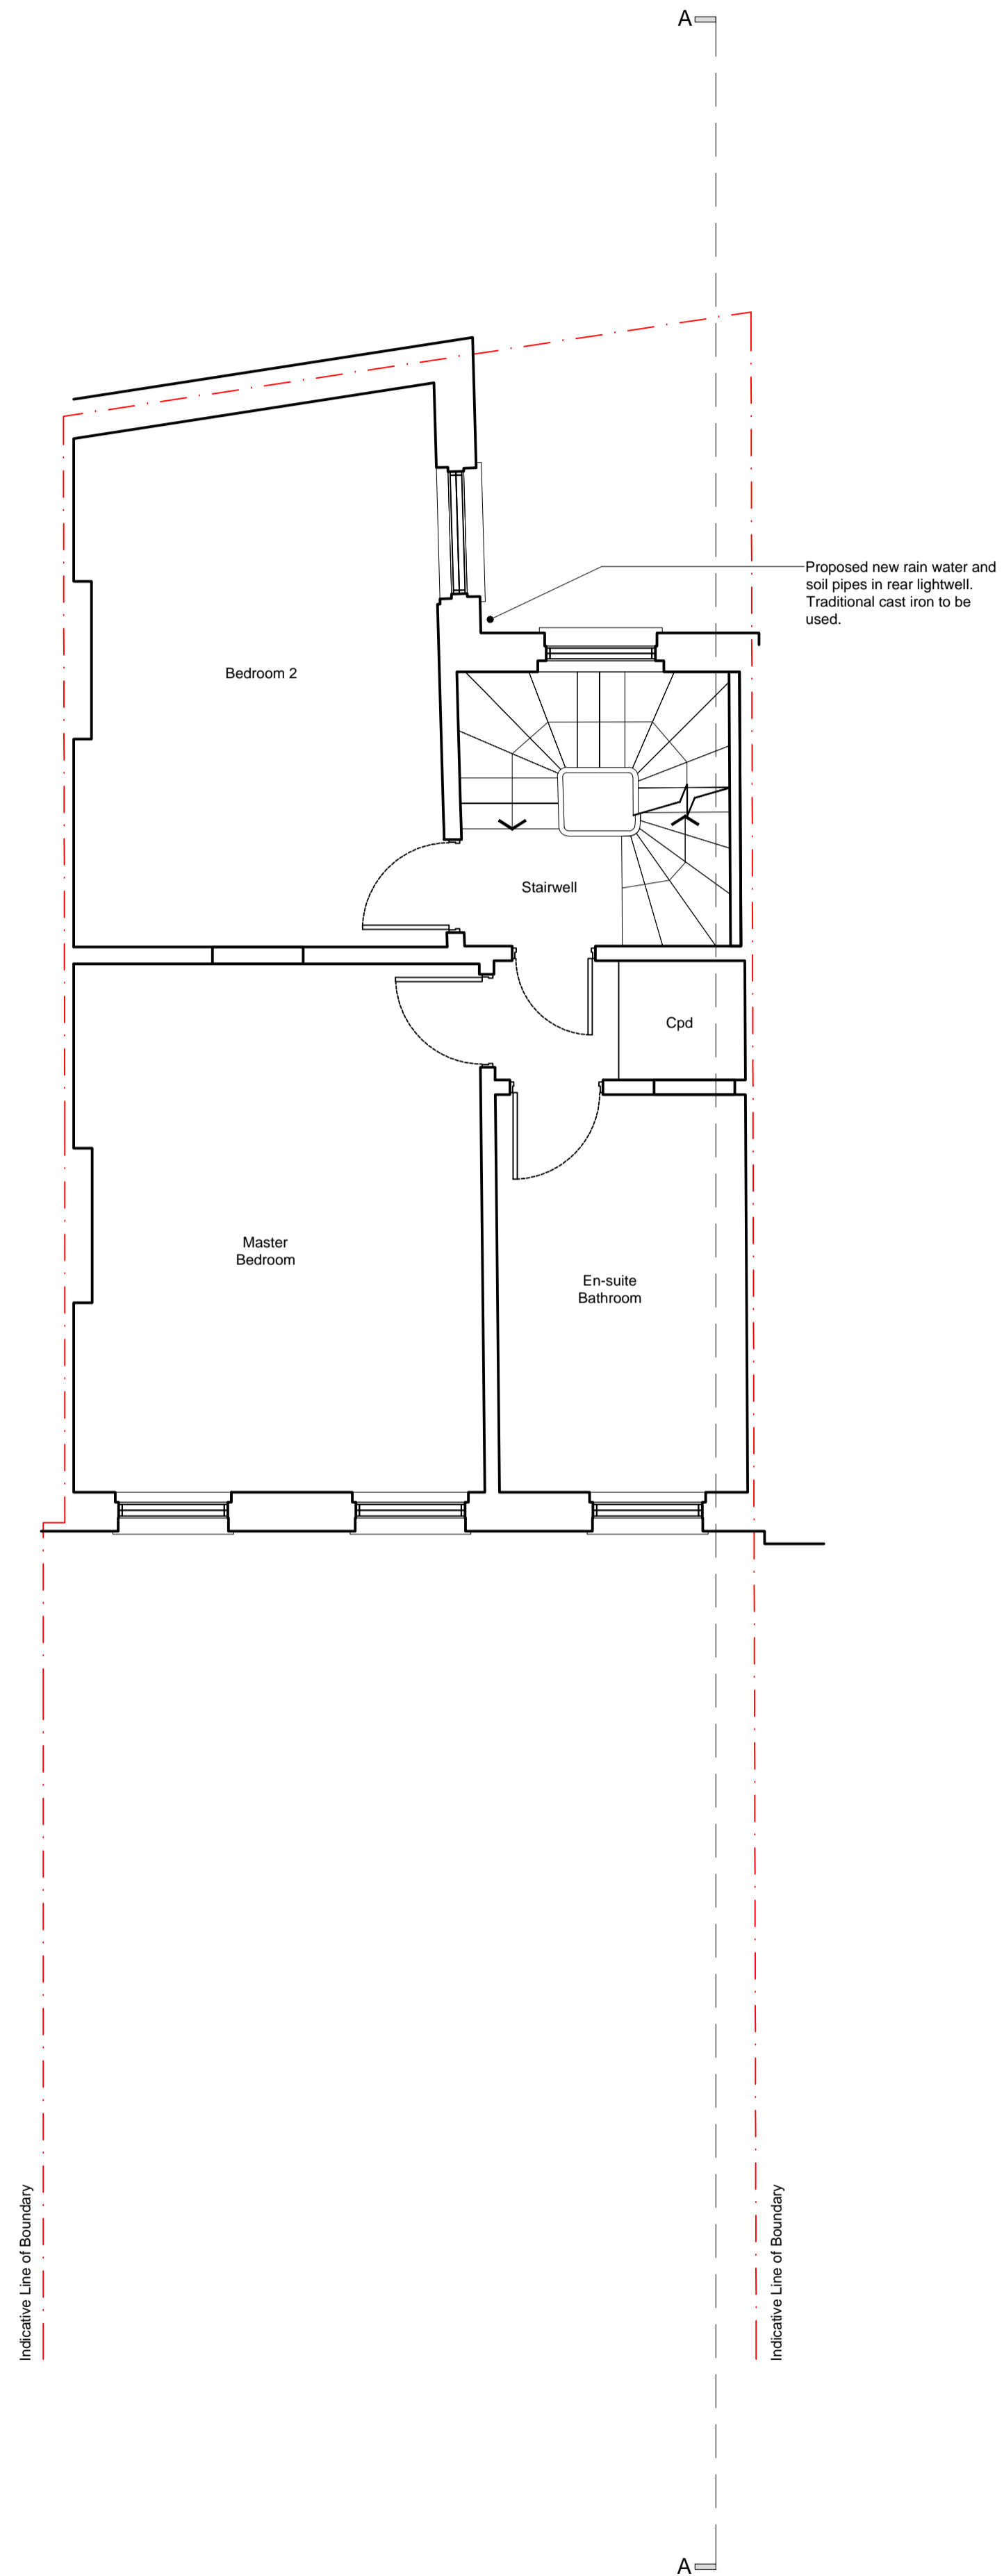 A
Proposed new rain water and
soil pipes in rear lightwell.
Traditional cast iron to be
used.
Bedroom 2
Stairwell
Cpd
Master
Bedroom
En-suite
Bathroom
Indicative Line of Boundary
Indicative Line of Boundary
A